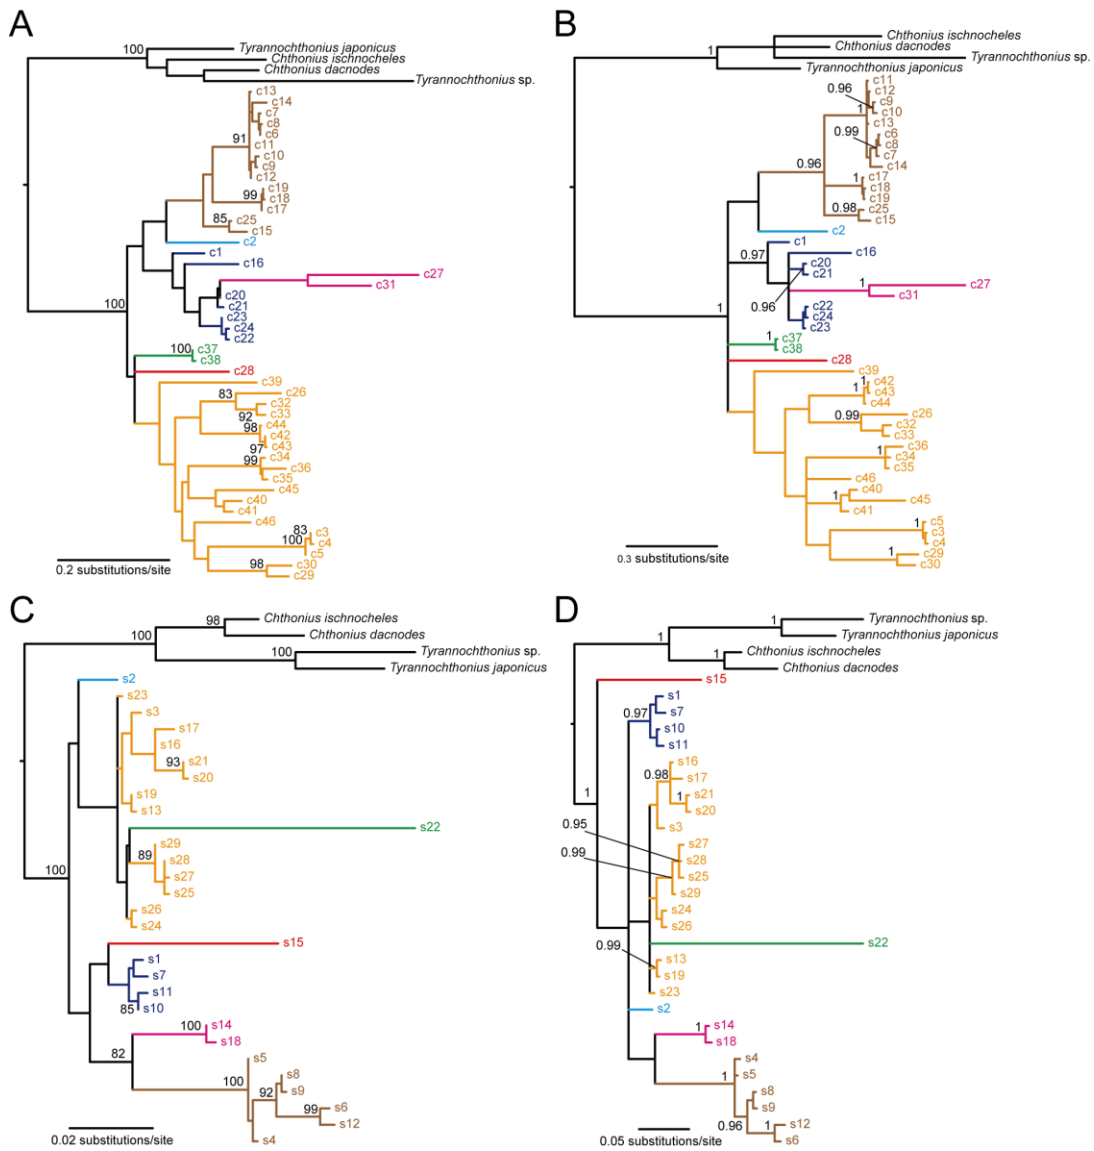 A
100
Tyrannochthonius japonicus
Chthonius ischnocheles
Chthonius dacnodes
Tyrannochthonius sp.
c13
c14
c7
c8
c6
91
c11
c10
c9
c12
c19
99
c18
c17
85
c25
c15
c2
c1
c16
c27
c31
c20
c21
100
c23
c24
c22
100
c37
c38
c28
c39
83
c26
c32
92
c33
98
c44
c42
97
c43
99
c34
c36
c35
c45
c40
c41
c46
83
c3
100
c4
c5
98
c30
c29
0.2 substitutions/site
B
1
Chthonius ischnocheles
Chthonius dacnodes
Tyrannochthonius sp.
Tyrannochthonius japonicus
c11
0.96
c12
c9
1
c10
c13
0.99
c6
c8
c7
c14
0.96
1
c17
c18
c19
0.98
c25
c15
c2
c1
0.97
c16
c20
c21
c27
1
c31
0.96
1
c22
c24
c23
1
c37
c38
c28
c39
1
c42
1
c43
c44
0.99
c26
c32
c33
c36
1
c34
c35
c46
c40
1
c45
c41
1
c5
c3
c4
1
c29
c30
0.3 substitutions/site
C
98
Chthonius ischnocheles
100
Chthonius dacnodes
100
Tyrannochthonius sp.
Tyrannochthonius japonicus
s2
s23
s3
s17
s16
93
s21
s20
s19
s13
s22
s29
89
s28
s27
s25
s26
s24
100
s15
s1
s7
s11
85
s10
100
s14
s18
82
s5
100
s8
92
s9
99
s6
s12
s4
0.02 substitutions/site
D
1
Tyrannochthonius sp.
1
Tyrannochthonius japonicus
1
Chthonius ischnocheles
Chthonius dacnodes
s15
s1
0.97
s7
s10
s11
s16
0.98
s17
1
s21
s20
1
0.95
s3
s27
0.99
s28
s25
s29
s24
s26
s22
0.99
s13
s19
s23
s2
1
s14
s18
s4
1
s5
s8
s9
0.96
1
s12
s6
0.05 substitutions/site